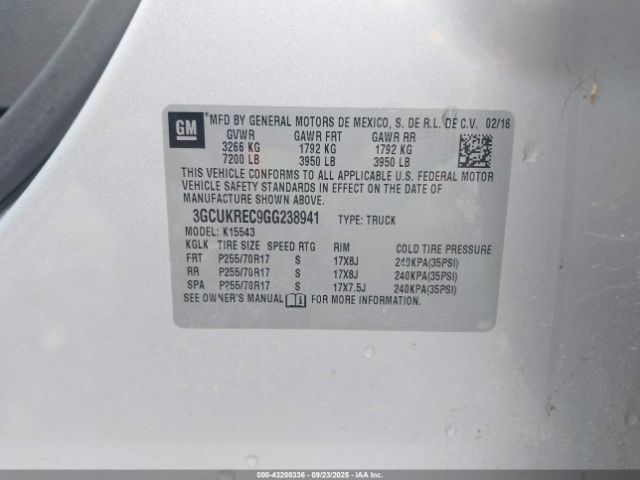 GM *MFD BY GENERAL MOTORS DE MEXICO, S. DE R.L. DE C.V. 02/16
GVWR GAWR FRT GAWR RR
3266 KG 1792 KG 1792 KG
7200 LB 3950 LB 3950 LB
THIS VEHICLE CONFORMS TO ALL APPLICABLE U.S. FEDERAL MOTOR
VEHICLE SAFETY STANDARDS IN EFFECT ON THE DATE OF
MANUFACTURE SHOWN ABOVE.
3GCUKREC9GG238941 TYPE: TRUCK
MODEL: K15543
KGLK TIRE SIZE SPEED RTG RIM COLD TIRE PRESSURE
FRT P255/70R17 S 17X8J 240KPA(35PSI)
RR P255/70R17 S 17X8J 240KPA(35PSI)
SPA P255/70R17 S 17X7.5J 240KPA(35PSI)
SEE OWNER'S MANUAL FOR MORE INFORMATION.
000-43208336 - 09/23/2025 - IAAI.COM